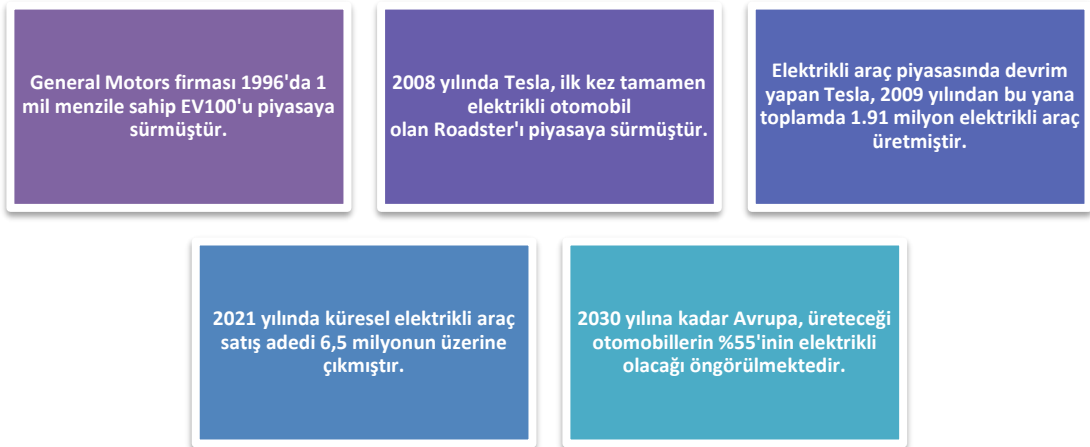 General Motors firması 1996'da 1
mil menzile sahip EV100'u piyasaya
sürmüştür.
2008 yılında Tesla, ilk kez tamamen
elektrikli otomobil
olan Roadster'ı piyasaya sürmüştür.
Elektrikli araç piyasasında devrim
yapan Tesla, 2009 yılından bu yana
toplamda 1.91 milyon elektrikli araç
üretmiştir.
2021 yılında küresel elektrikli araç
satış adedi 6,5 milyonun üzerine
çıkmıştır.
2030 yılına kadar Avrupa, üreteceği
otomobillerin %55'inin elektrikli
olacağı öngörülmektedir.